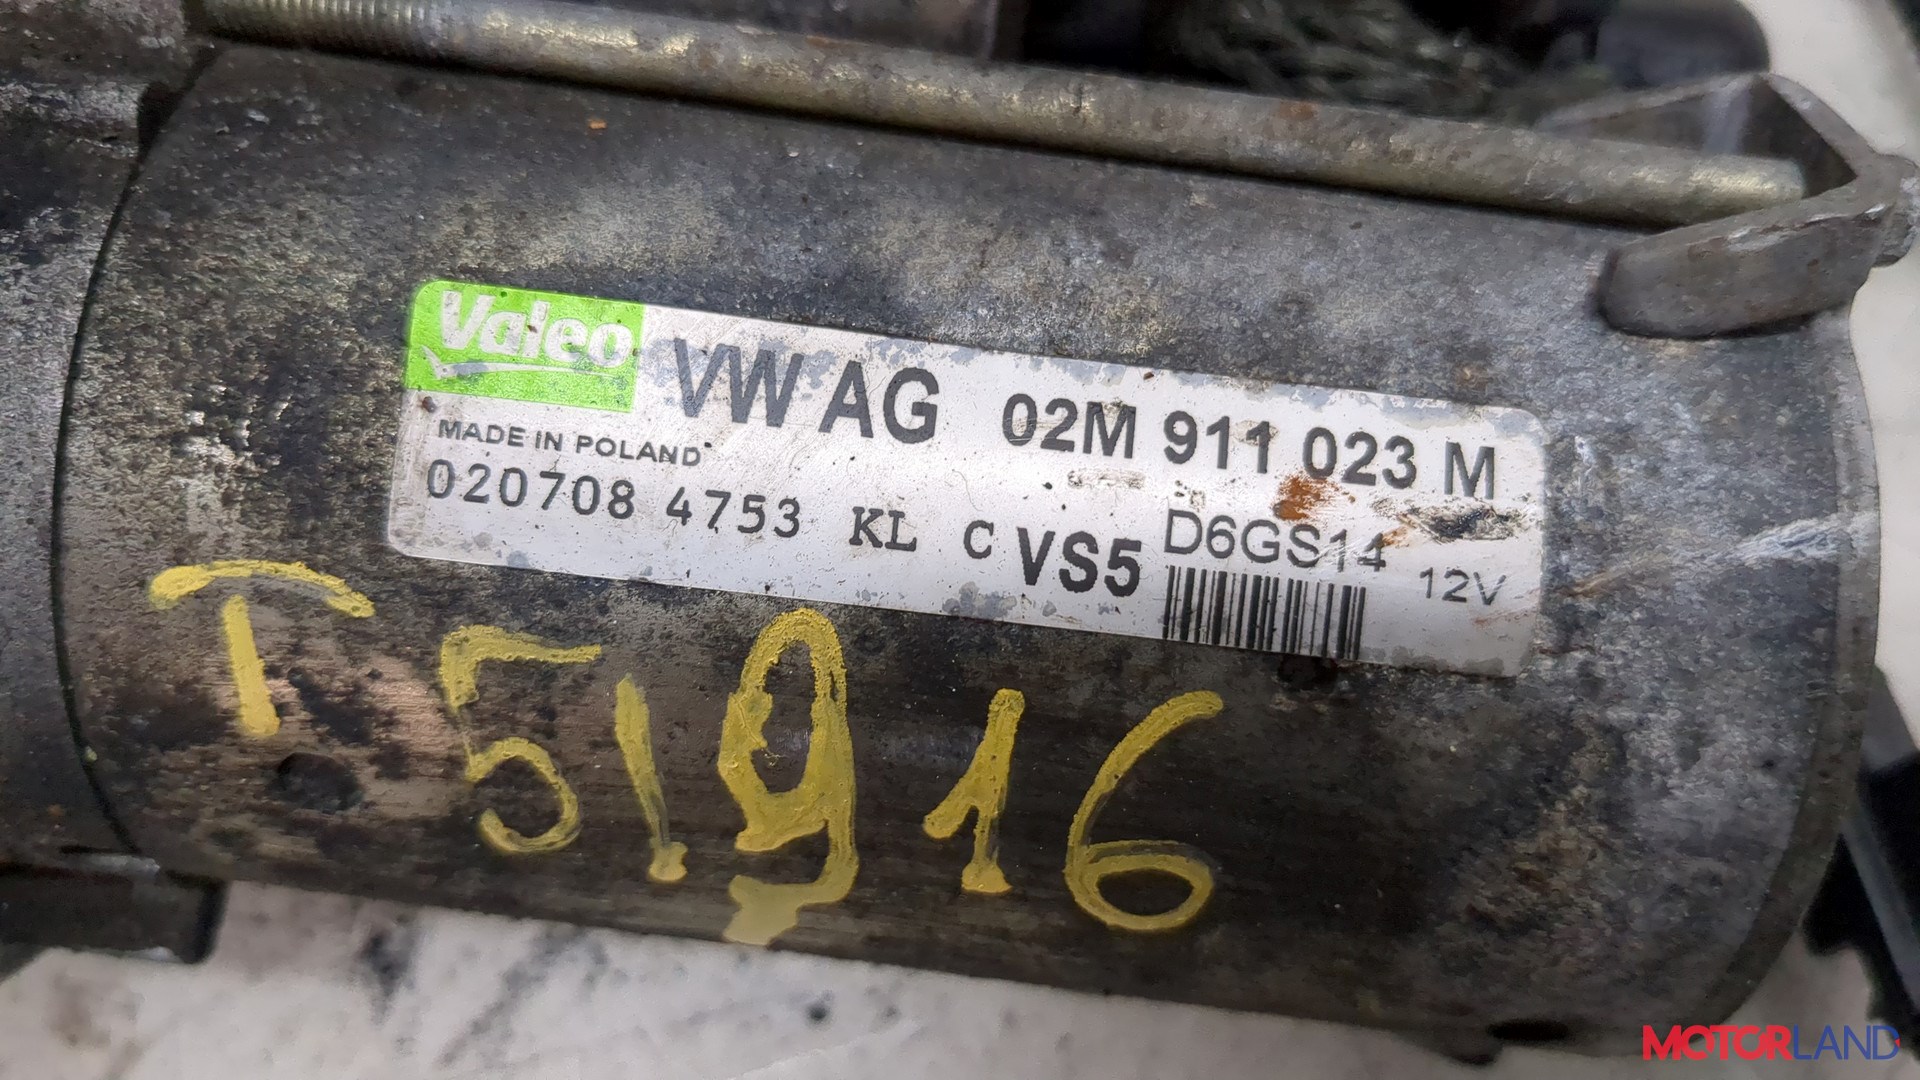 Valeo VW AG 02M 911 023 M
MADE IN POLAND
020708 4753 KL C VS5 D6GS14 12V
T 51916
MOTORLAND